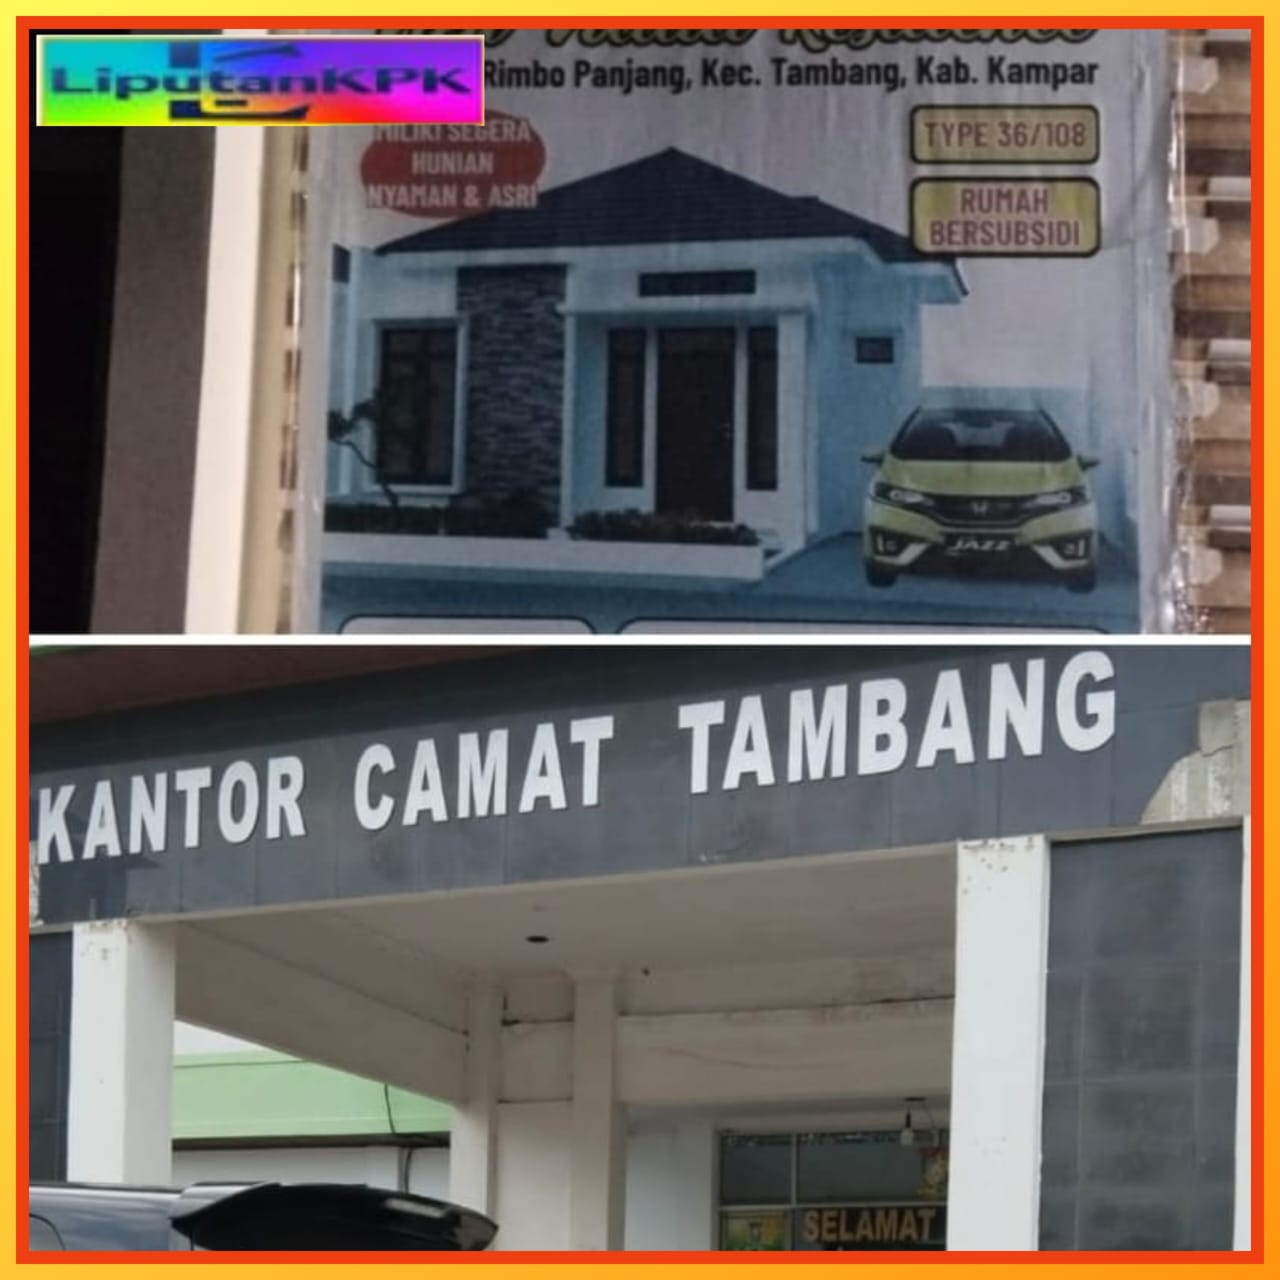 LiputanKPK
Residence
Rimbo Panjang, Kec. Tambang, Kab. Kampar
MILIKI SEGERA
HUNIAN
NYAMAN & ASRI
TYPE 36/108
RUMAH
BERSUBSIDI
JAZZ
KANTOR CAMAT TAMBANG
SELAMAT